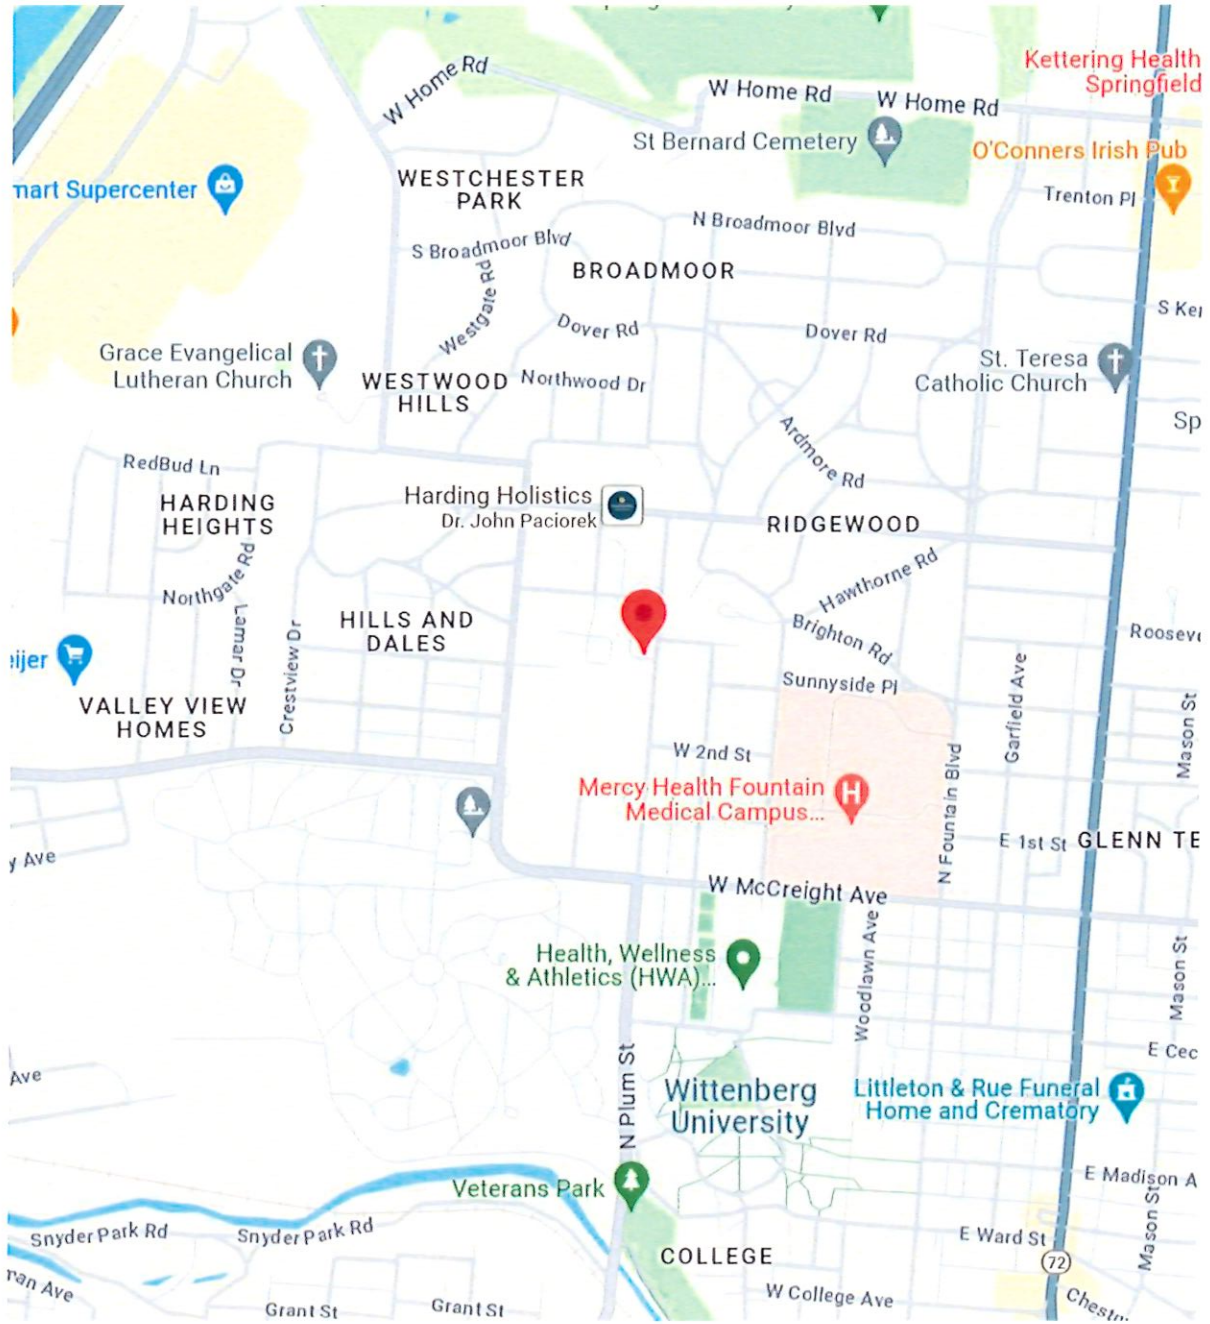 W Home Rd
W Home Rd
W Home Rd
Kettering Health
Springfield
St Bernard Cemetery
O'Conners Irish Pub
mart Supercenter
WESTCHESTER
PARK
Trenton Pl
N Broadmoor Blvd
S Broadmoor Blvd
BROADMOOR
Westgate Rd
S Ker
Dover Rd
Dover Rd
Grace Evangelical
Lutheran Church
St. Teresa
Catholic Church
WESTWOOD
HILLS
Northwood Dr
Sp
Ardmore Rd
RedBud Ln
HARDING
HEIGHTS
Harding Holistics
Dr. John Paciorek
RIDGEWOOD
Northgate Rd
Hawthorne Rd
Lamar Dr
HILLS AND
DALES
Brighton Rd
Roosev
eijer
Crestview Dr
Sunnyside Pl
Garfield Ave
VALLEY VIEW
HOMES
Mason St
W 2nd St
N Fountain Blvd
Mercy Health Fountain
Medical Campus...
H
E 1st St
GLENN TE
y Ave
W McCreight Ave
Health, Wellness
& Athletics (HWA)...
Woodlawn Ave
Mason St
E Cec
Ave
N Plum St
Wittenberg
University
Littleton & Rue Funeral
Home and Crematory
Veterans Park
E Madison A
Mason St
Snyder Park Rd
Snyder Park Rd
E Ward St
COLLEGE
72
man Ave
Grant St
Grant St
W College Ave
Chestn